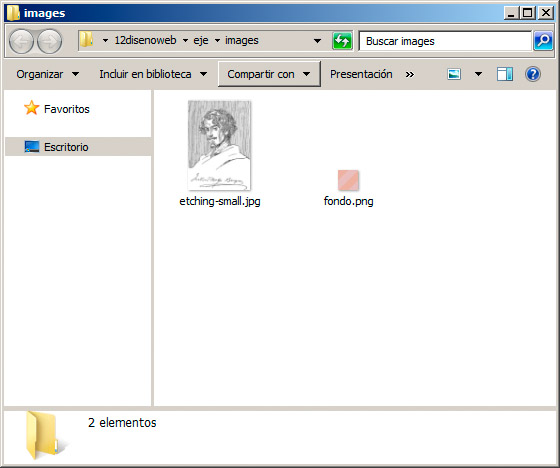 images
12disenoweb eje images
Buscar images
Organizar Incluir en biblioteca Compartir con Presentación »
Favoritos
Escritorio
etching-small.jpg fondo.png
2 elementos